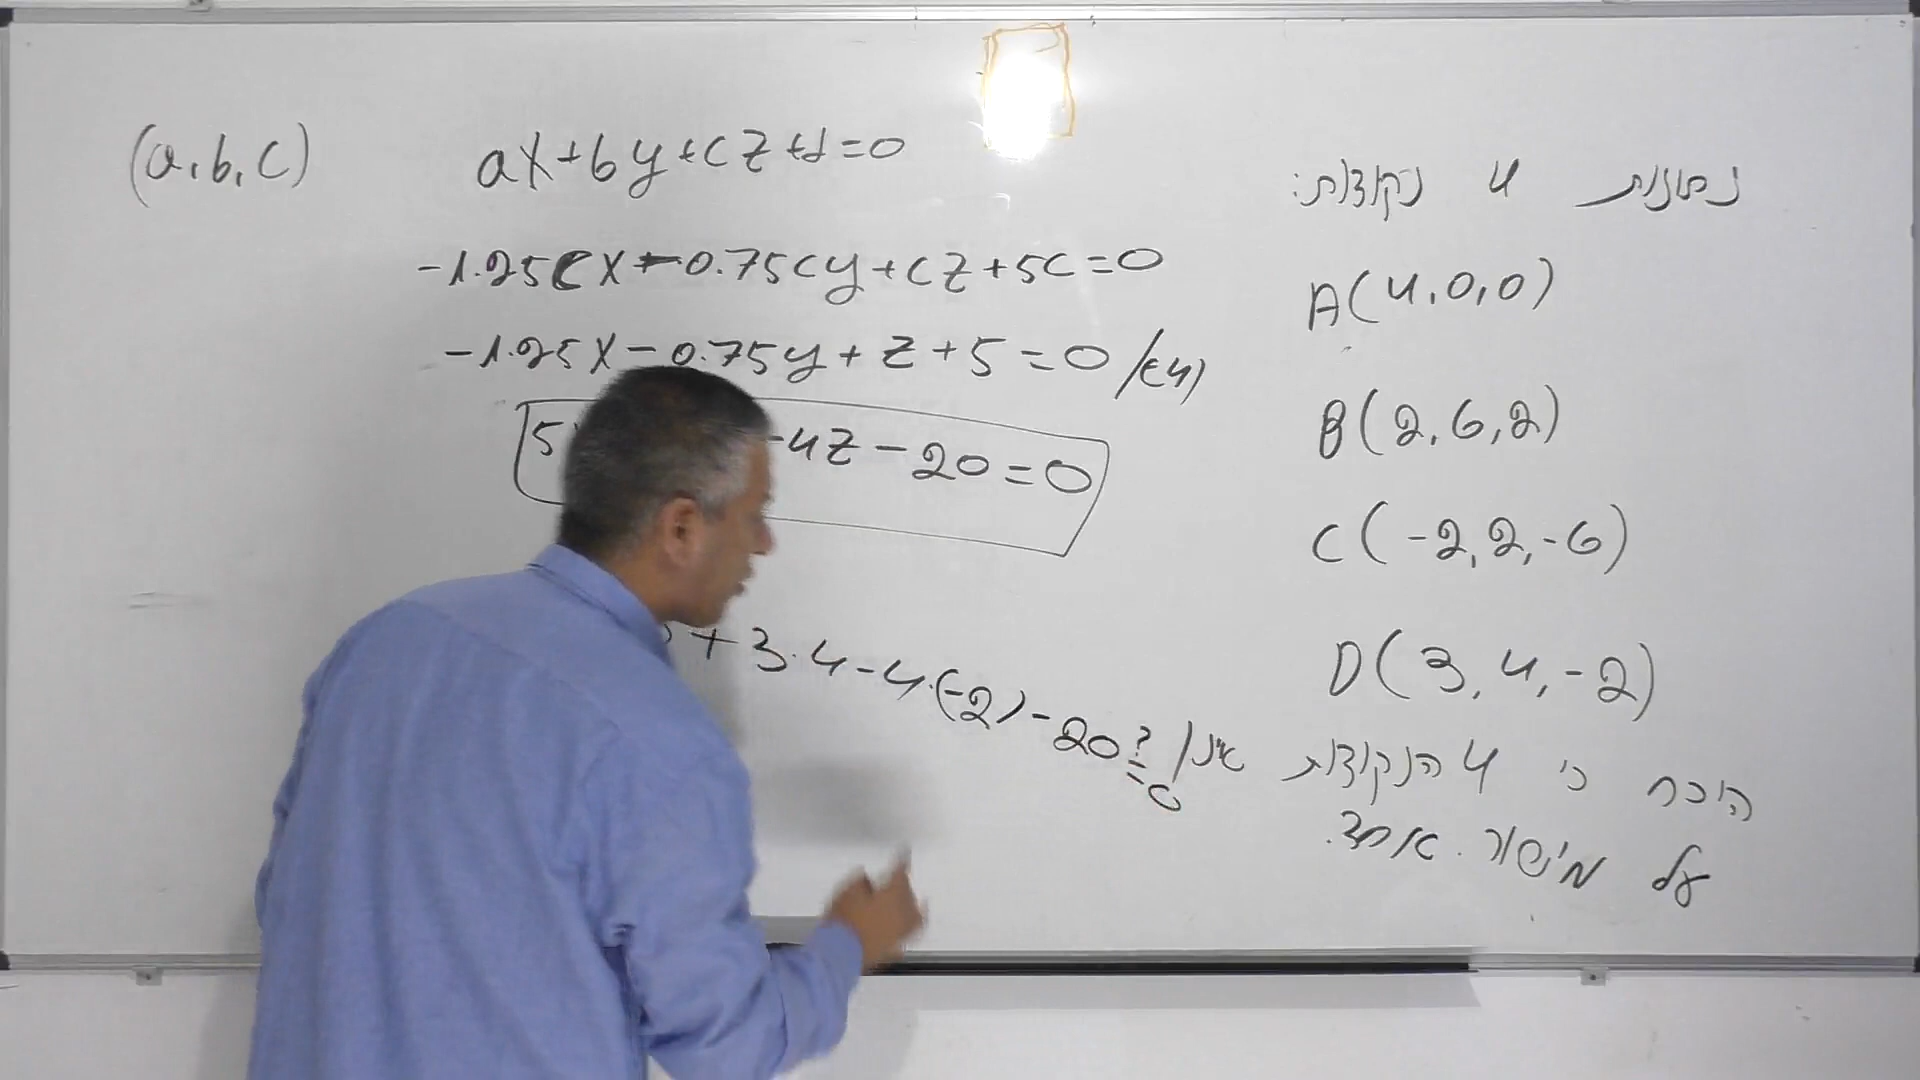 נתונות 4 נקודות:
A(4,0,0)
B(2,6,2)
C(-2,2,-6)
D(3,4,-2)
הוכח כי 4 הנקודות אינן
על מישור אחד.
(a,b,c) ax+by+cz+d=0
-1.25cx-0.75cy+cz+5c=0
-1.25x-0.75y+z+5=0 /(-4)
5 -4z-20=0
+3·4-4·(-2)-20≟0